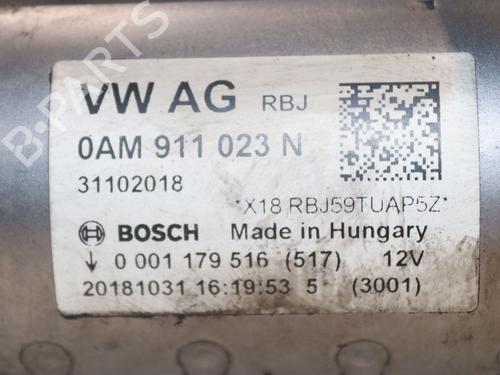 VW AG RBJ
0AM 911 023 N
31102018
*X18 RBJ59TUAP5Z*
BOSCH Made in Hungary
0 001 179 516 (517) 12V
20181031 16:19:53 5 (3001)
B-PARTS